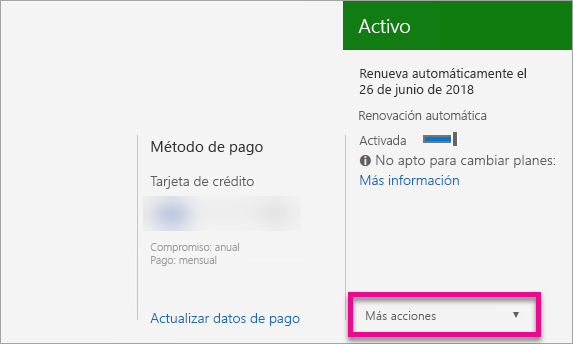 Activo
Renueva automáticamente el
26 de junio de 2018
Renovación automática
Activada
No apto para cambiar planes:
Más información
Método de pago
Tarjeta de crédito
Compromiso: anual
Pago: mensual
Actualizar datos de pago
Más acciones